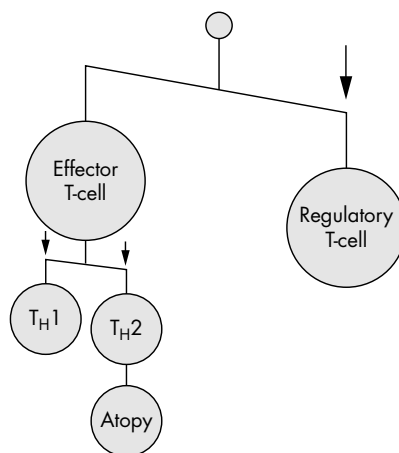 Effector
T-cell
Regulatory
T-cell
TH1
TH2
Atopy